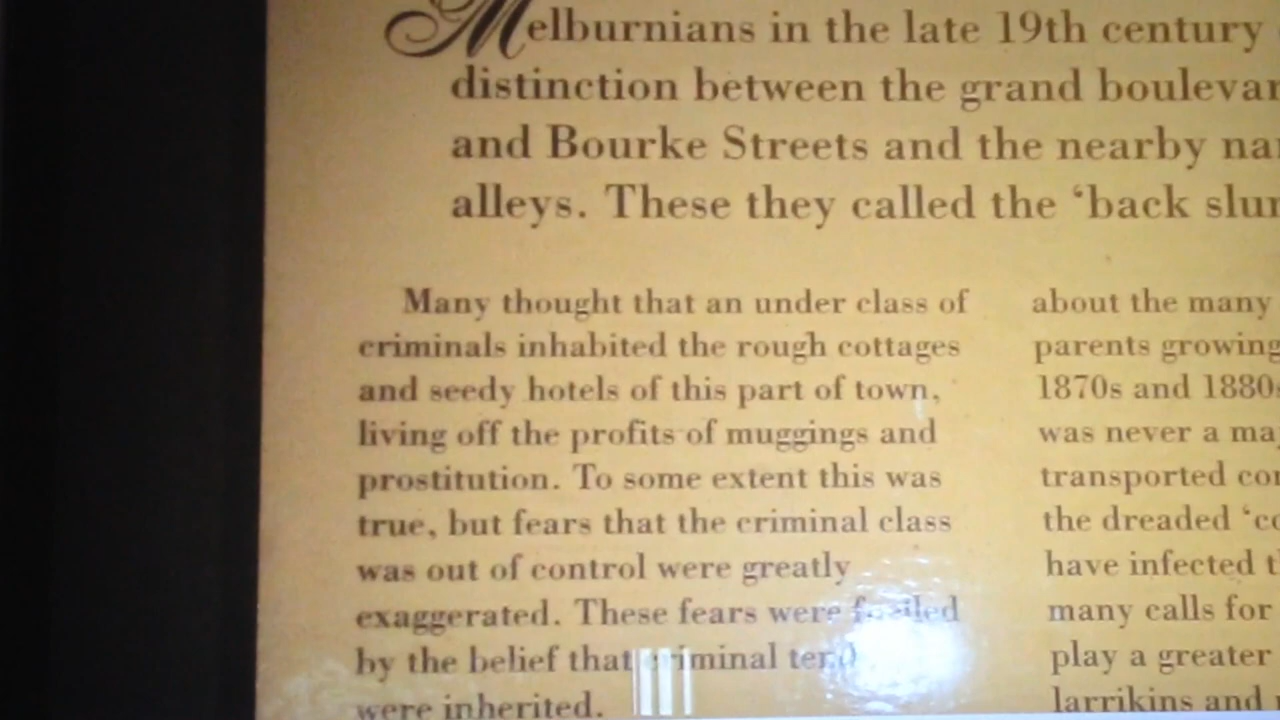 Melburnians in the late 19th century
distinction between the grand boulevar
and Bourke Streets and the nearby na
alleys. These they called the ‘back slu
Many thought that an under class of
criminals inhabited the rough cottages
and seedy hotels of this part of town,
living off the profits of muggings and
prostitution. To some extent this was
true, but fears that the criminal class
was out of control were greatly
exaggerated. These fears were
by the belief that criminal
were inherited.
about the many
parents growing
1870s and 1880s
was never a ma
transported co
the dreaded ‘c
have infected t
many calls for
play a greater
larrikins and